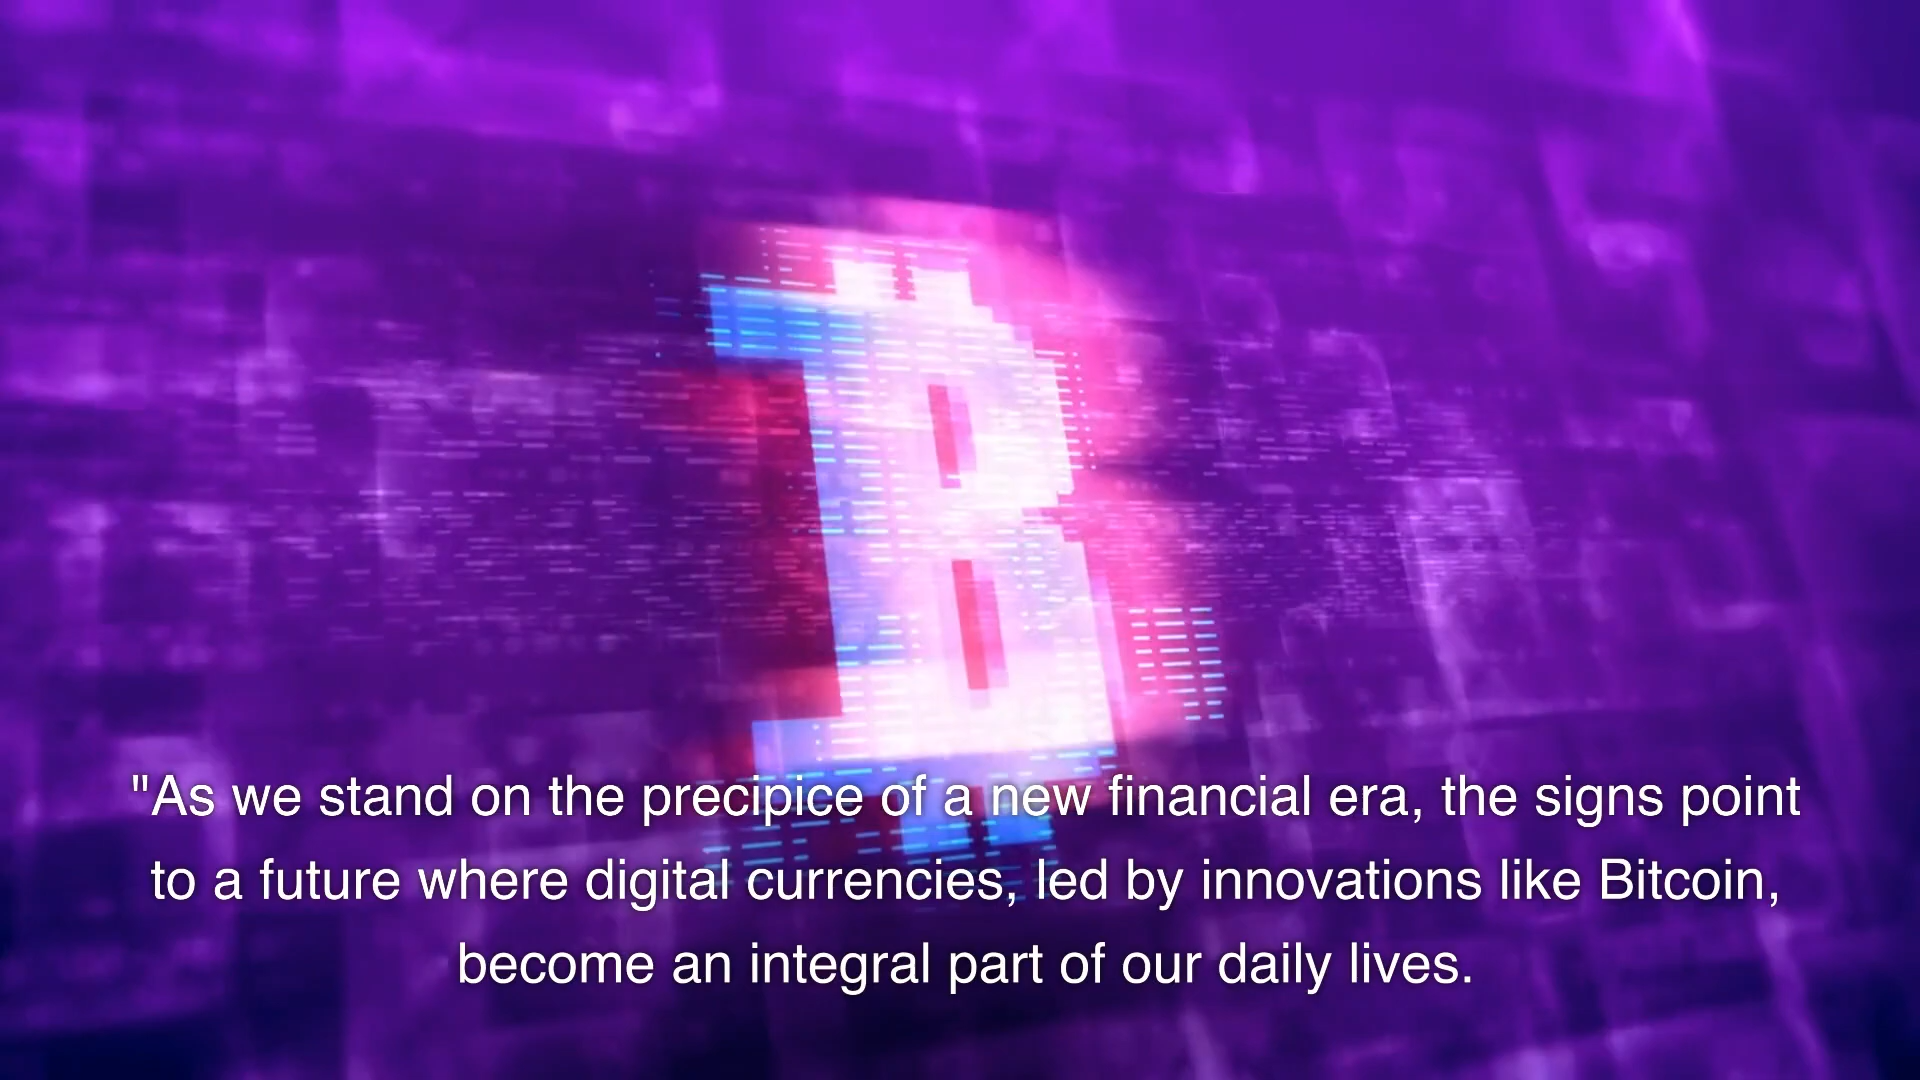 "As we stand on the precipice of a new financial era, the signs point
to a future where digital currencies, led by innovations like Bitcoin,
become an integral part of our daily lives.